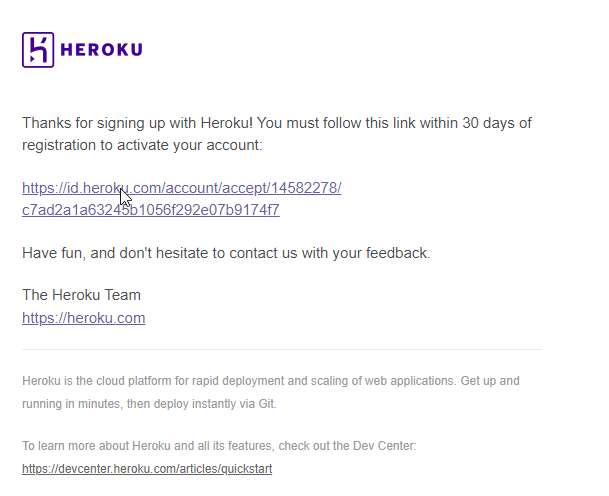 HEROKU
Thanks for signing up with Heroku! You must follow this link within 30 days of
registration to activate your account:
https://id.heroku.com/account/accept/14582278/
c7ad2a1a63245b1056f292e07b9174f7
Have fun, and don't hesitate to contact us with your feedback.
The Heroku Team
https://heroku.com
Heroku is the cloud platform for rapid deployment and scaling of web applications. Get up and
running in minutes, then deploy instantly via Git.
To learn more about Heroku and all its features, check out the Dev Center:
https://devcenter.heroku.com/articles/quickstart